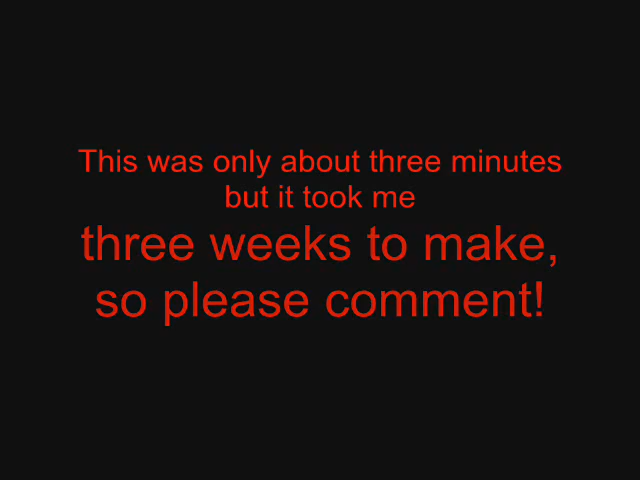 This was only about three minutes
but it took me
three weeks to make,
so please comment!